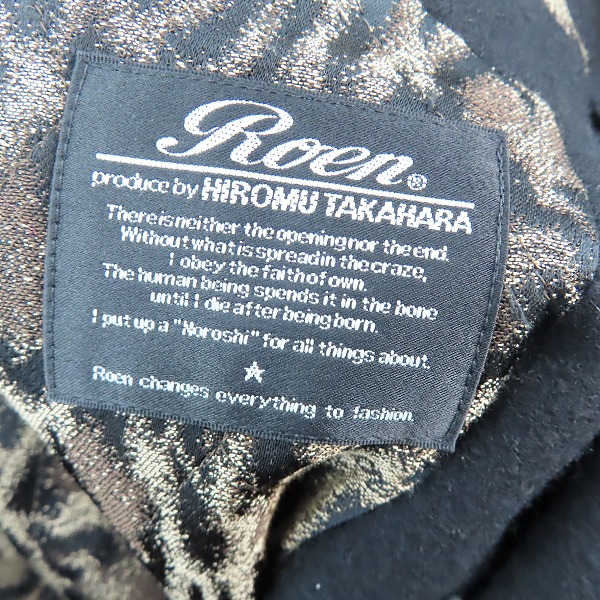 Roen®
produce by HIROMU TAKAHARA
There is neither the opening nor the end.
Without what is spread in the craze,
I obey the faith of own.
The human being spends it in the bone
until I die after being born.
I put up a "Noroshi" for all things about.
Roen changes everything to fashion.